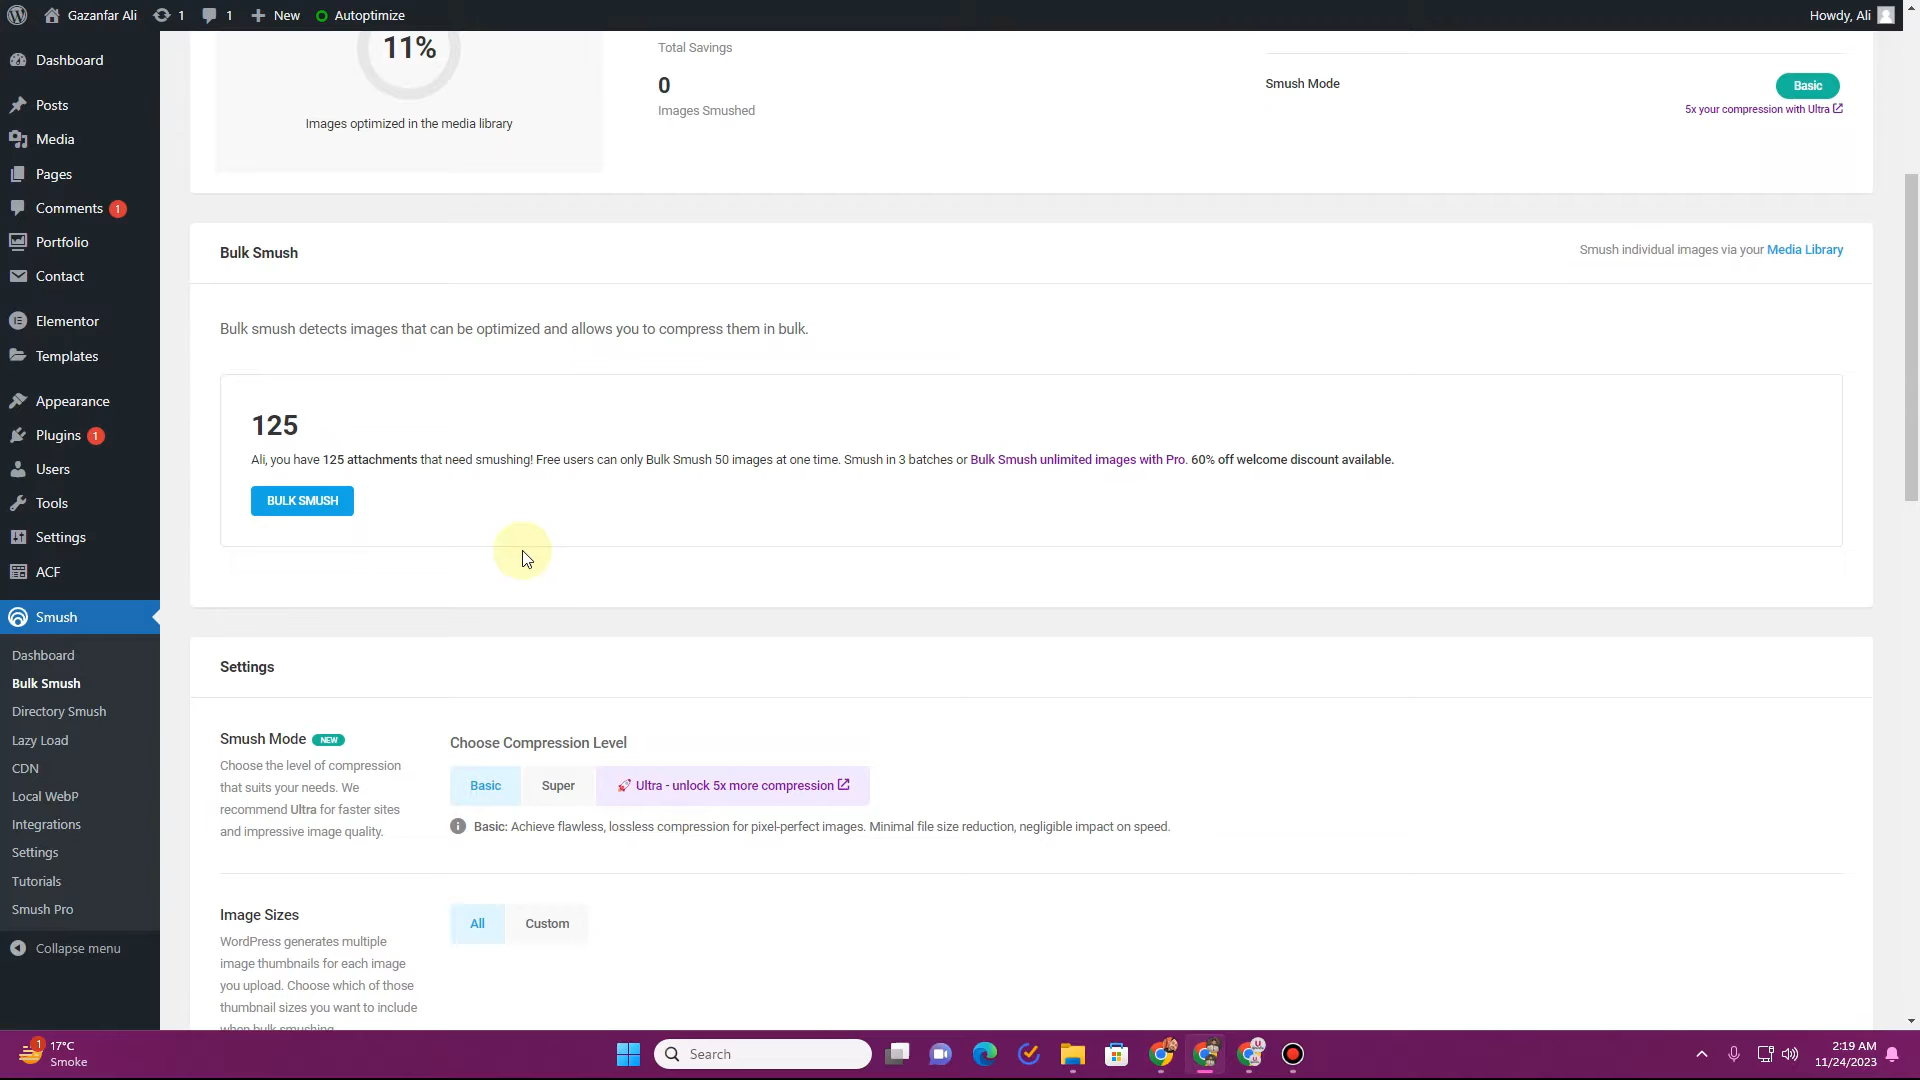 Gazanfar Ali 1 1 New Autoptimize Howdy, Ali
Dashboard
Posts
Media
Pages
Comments 1
Portfolio
Contact
Elementor
Templates
Appearance
Plugins 1
Users
Tools
Settings
ACF
Smush
Dashboard
Bulk Smush
Directory Smush
Lazy Load
CDN
Local WebP
Integrations
Settings
Tutorials
Smush Pro
Collapse menu
11%
Images optimized in the media library
Total Savings
0
Images Smushed
Smush Mode Basic
5x your compression with Ultra
Bulk Smush
Smush individual images via your Media Library
Bulk smush detects images that can be optimized and allows you to compress them in bulk.
125
Ali, you have 125 attachments that need smushing! Free users can only Bulk Smush 50 images at one time. Smush in 3 batches or Bulk Smush unlimited images with Pro. 60% off welcome discount available.
BULK SMUSH
Settings
Smush Mode NEW
Choose the level of compression
that suits your needs. We
recommend Ultra for faster sites
and impressive image quality.
Choose Compression Level
Basic Super Ultra - unlock 5x more compression
Basic: Achieve flawless, lossless compression for pixel-perfect images. Minimal file size reduction, negligible impact on speed.
Image Sizes
WordPress generates multiple
image thumbnails for each image
you upload. Choose which of those
thumbnail sizes you want to include
when bulk smushing.
All Custom
1
17°C
Smoke
Search
2:19 AM
11/24/2023